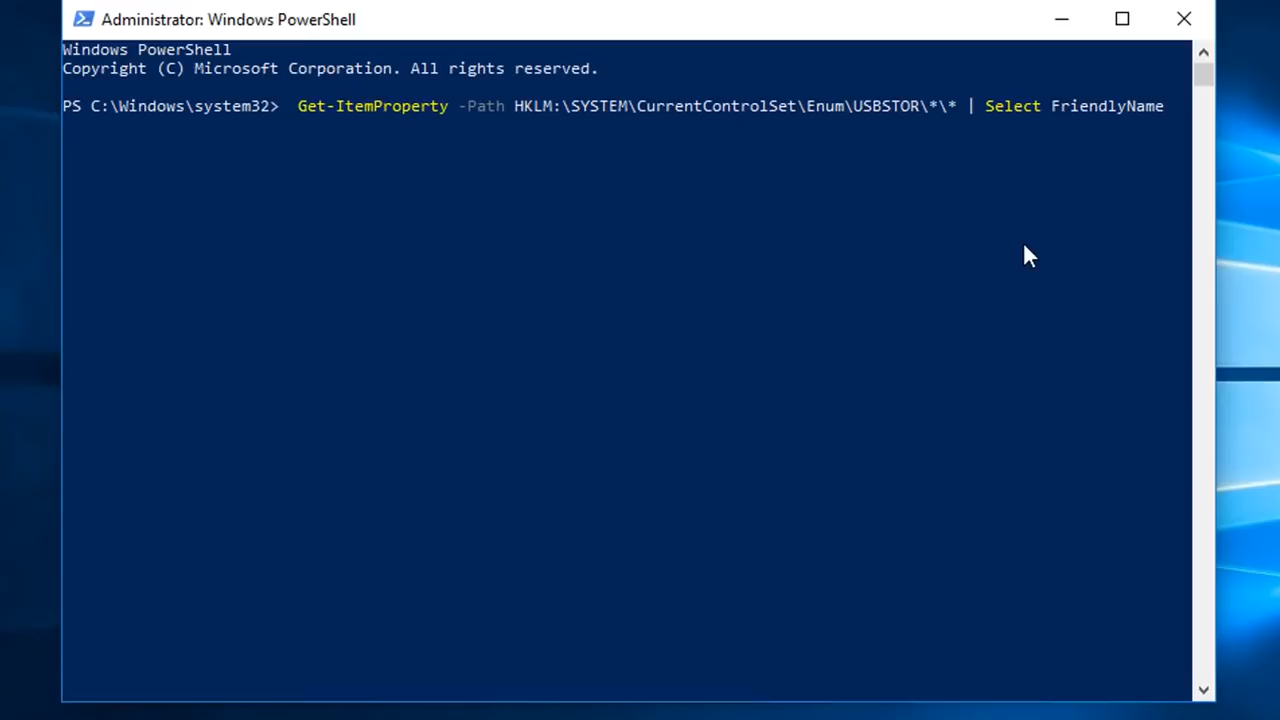 Administrator: Windows PowerShell
Windows PowerShell
Copyright (C) Microsoft Corporation. All rights reserved.
PS C:\Windows\system32>  Get-ItemProperty -Path HKLM:\SYSTEM\CurrentControlSet\Enum\USBSTOR\*\* | Select FriendlyName